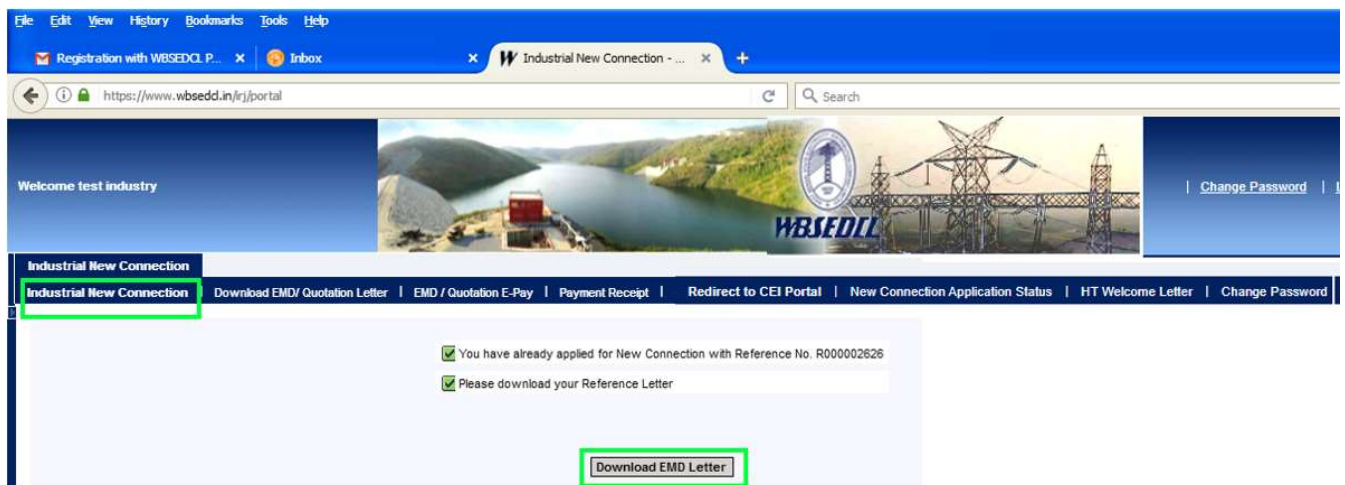 File Edit View History Bookmarks Tools Help
Registration with WBSEDCL P... Inbox Industrial New Connection - ...
https://www.wbsedcl.in/irj/portal Search
WBSEDCL
Welcome test industry | Change Password |
Industrial New Connection
Industrial New Connection | Download EMD/ Quotation Letter | EMD / Quotation E-Pay | Payment Receipt | Redirect to CEI Portal | New Connection Application Status | HT Welcome Letter | Change Password
You have already applied for New Connection with Reference No. R000002626
Please download your Reference Letter
Download EMD Letter